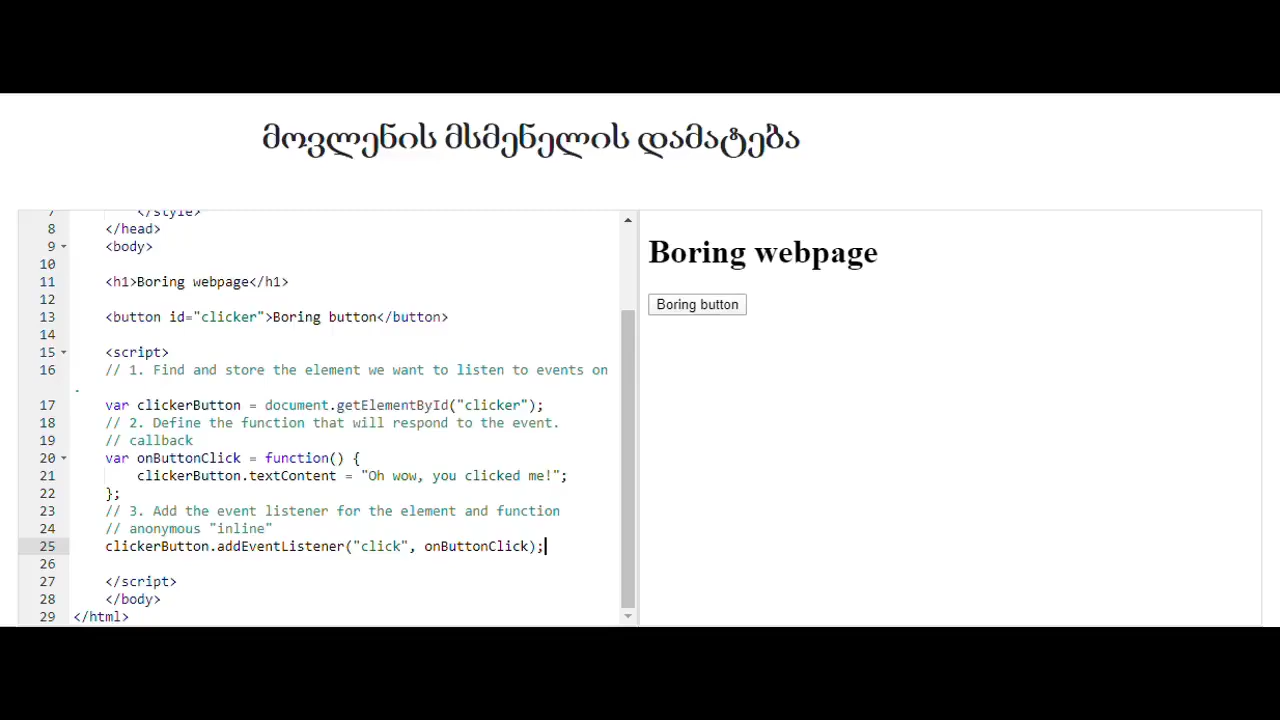 მოვლენის მსმენელის დამატება
7 </style>
8 </head>
9 <body>
10
11 <h1>Boring webpage</h1>
12
13 <button id="clicker">Boring button</button>
14
15 <script>
16 // 1. Find and store the element we want to listen to events on
.
17 var clickerButton = document.getElementById("clicker");
18 // 2. Define the function that will respond to the event.
19 // callback
20 var onButtonClick = function() {
21 clickerButton.textContent = "Oh wow, you clicked me!";
22 };
23 // 3. Add the event listener for the element and function
24 // anonymous "inline"
25 clickerButton.addEventListener("click", onButtonClick);
26
27 </script>
28 </body>
29 </html>
Boring webpage
Boring button